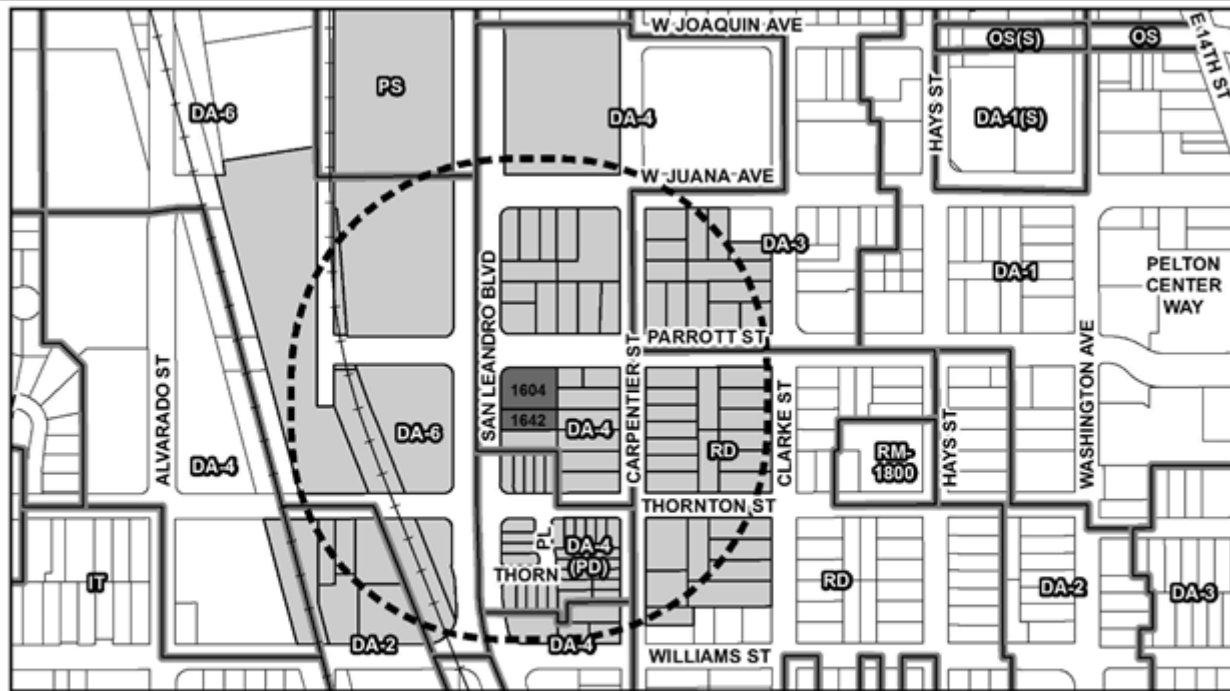 W JOAQUIN AVE
E 14TH ST
OS(S)
OS
PS
DA-6
DA-4
HAYS ST
DA-1(S)
W JUANA AVE
DA-3
DA-1
PELTON
CENTER
WAY
SAN LEANDRO BLVD
PARROTT ST
CARPENTIER ST
WASHINGTON AVE
ALVARADO ST
1604
1642
DA-4
DA-6
CLARKE ST
RD
RM-
1800
HAYS ST
DA-4
THORNTON ST
PL
DA-4
(PD)
THORN
IT
RD
DA-2
DA-3
DA-2
DA-4
WILLIAMS ST